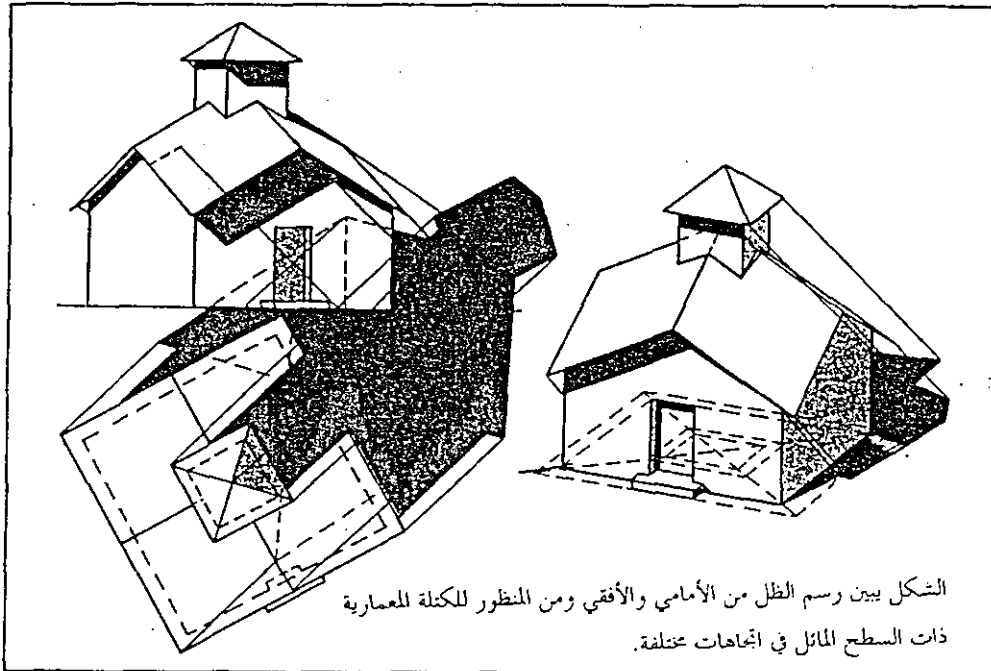 الشكل يبين رسم الظل من الأمامي والأفقي ومن المنظور للكتلة المعمارية
ذات السطح المائل في اتجاهات مختلفة.